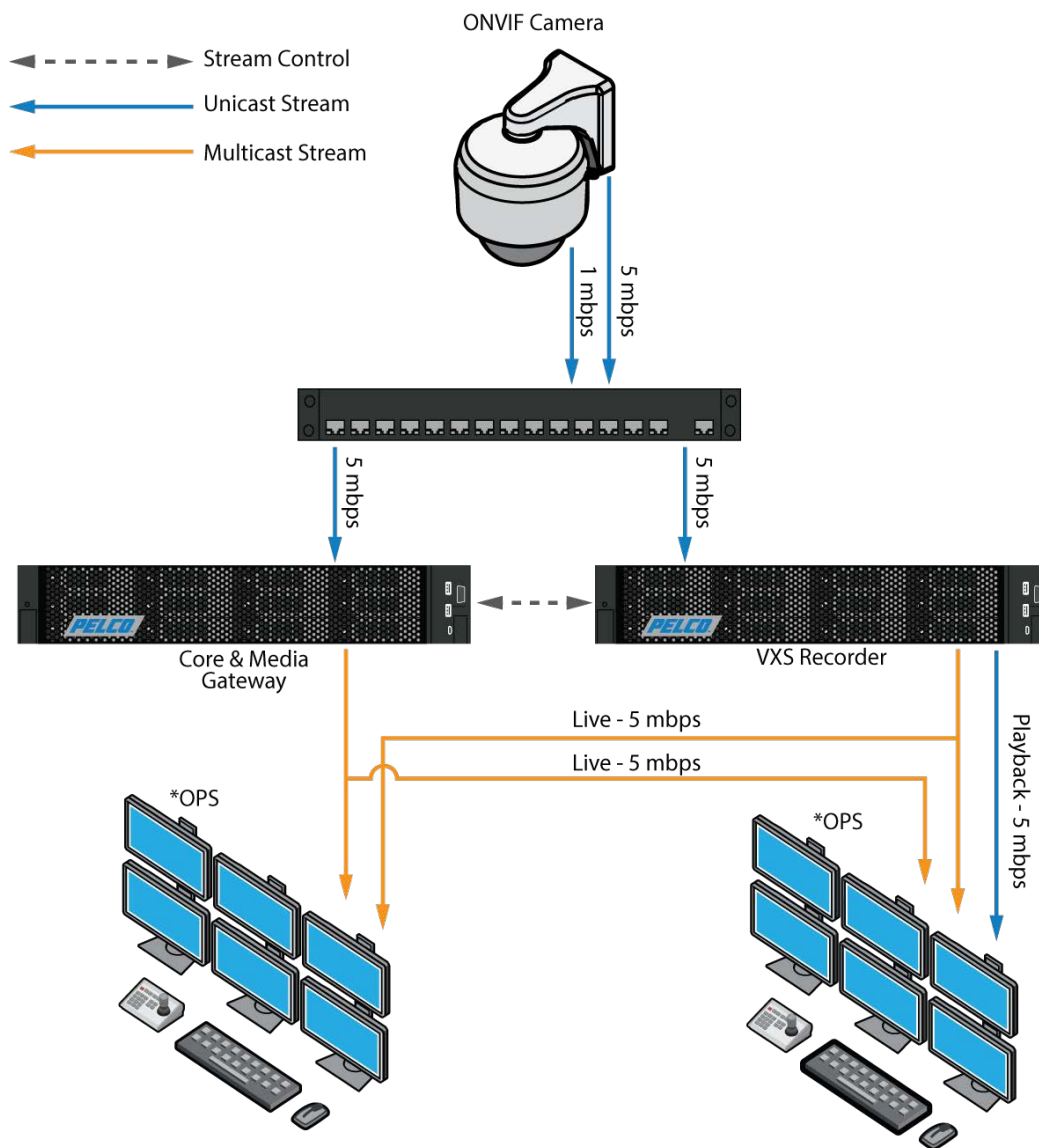 ONVIF Camera
Stream Control
Unicast Stream
Multicast Stream
1 mbps
5 mbps
5 mbps
5 mbps
PELCO
PELCO
Core & Media
Gateway
VXS Recorder
Live - 5 mbps
Live - 5 mbps
Playback - 5 mbps
*OPS
*OPS